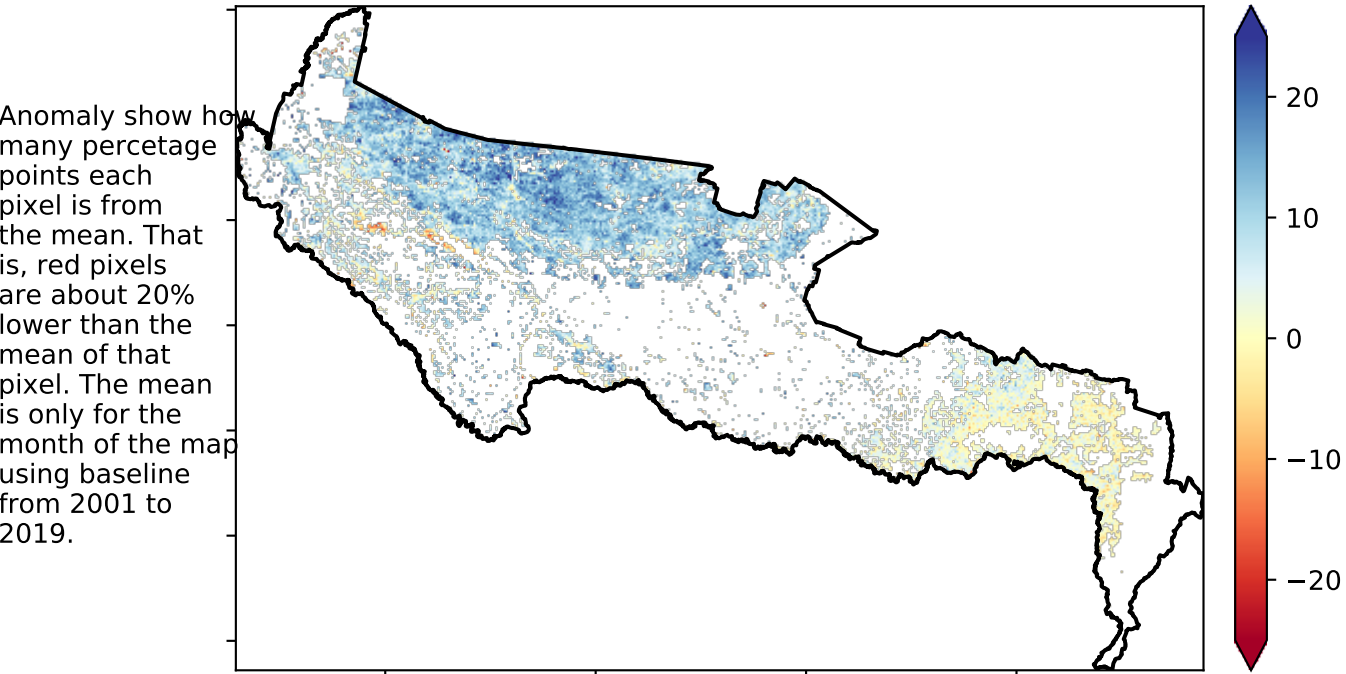 Anomaly show how
many percetage
points each
pixel is from
the mean. That
is, red pixels
are about 20%
lower than the
mean of that
pixel. The mean
is only for the
month of the map
using baseline
from 2001 to
2019.
20
10
0
−10
−20